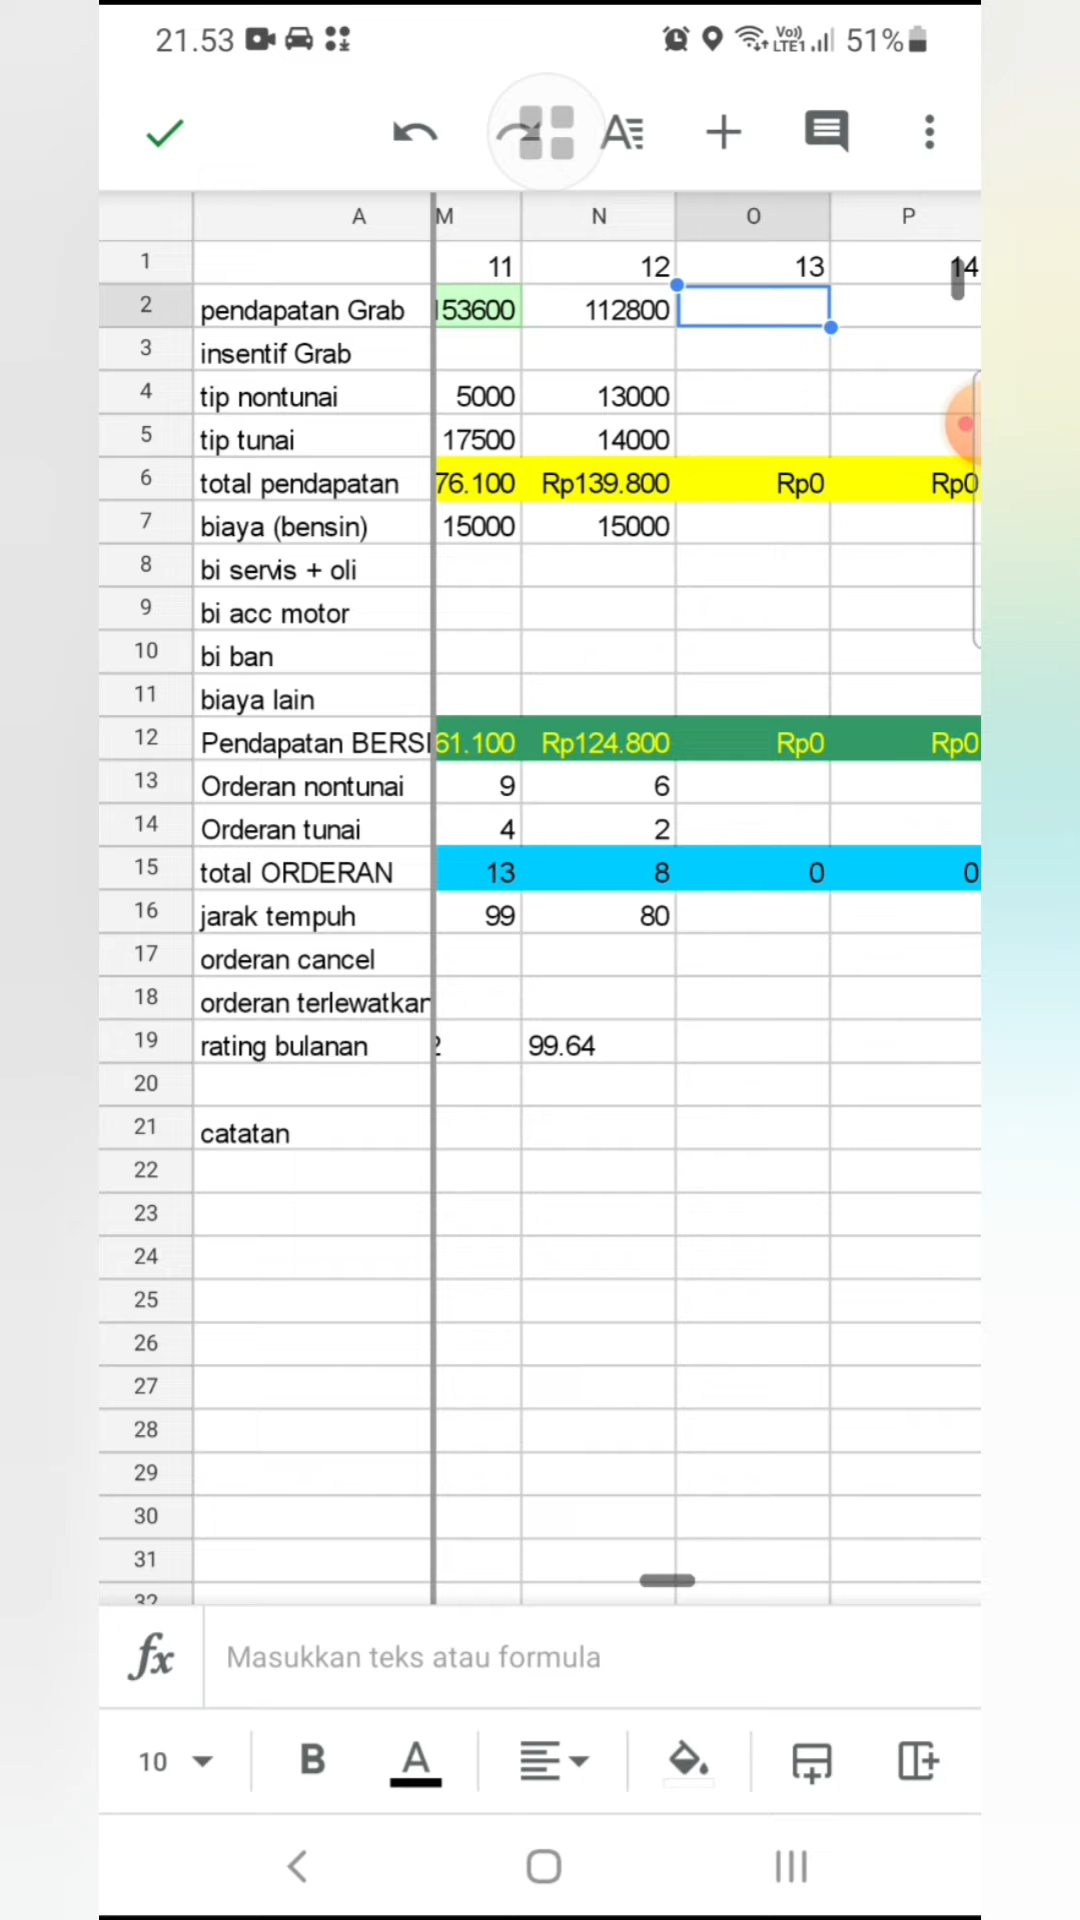 21.53 Vo)) LTE1 51%
A M N O P
1 11 12 13 14
2 pendapatan Grab 153600 112800
3 insentif Grab
4 tip nontunai 5000 13000
5 tip tunai 17500 14000
6 total pendapatan 76.100 Rp139.800 Rp0 Rp0
7 biaya (bensin) 15000 15000
8 bi servis + oli
9 bi acc motor
10 bi ban
11 biaya lain
12 Pendapatan BERSI 61.100 Rp124.800 Rp0 Rp0
13 Orderan nontunai 9 6
14 Orderan tunai 4 2
15 total ORDERAN 13 8 0 0
16 jarak tempuh 99 80
17 orderan cancel
18 orderan terlewatkan
19 rating bulanan 2 99.64
20
21 catatan
22
23
24
25
26
27
28
29
30
31
32
fx Masukkan teks atau formula
10 B A